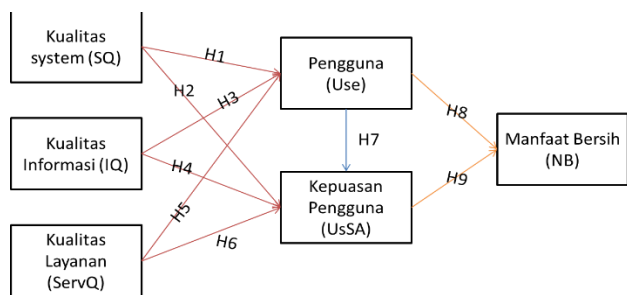 Kualitas
system (SQ)
H1
Pengguna
(Use)
H2
H3
H8
Kualitas
Informasi (IQ)
H7
Manfaat Bersih
(NB)
H4
H9
Kepuasan
Pengguna
(UsSA)
H5
H6
Kualitas
Layanan
(ServQ)